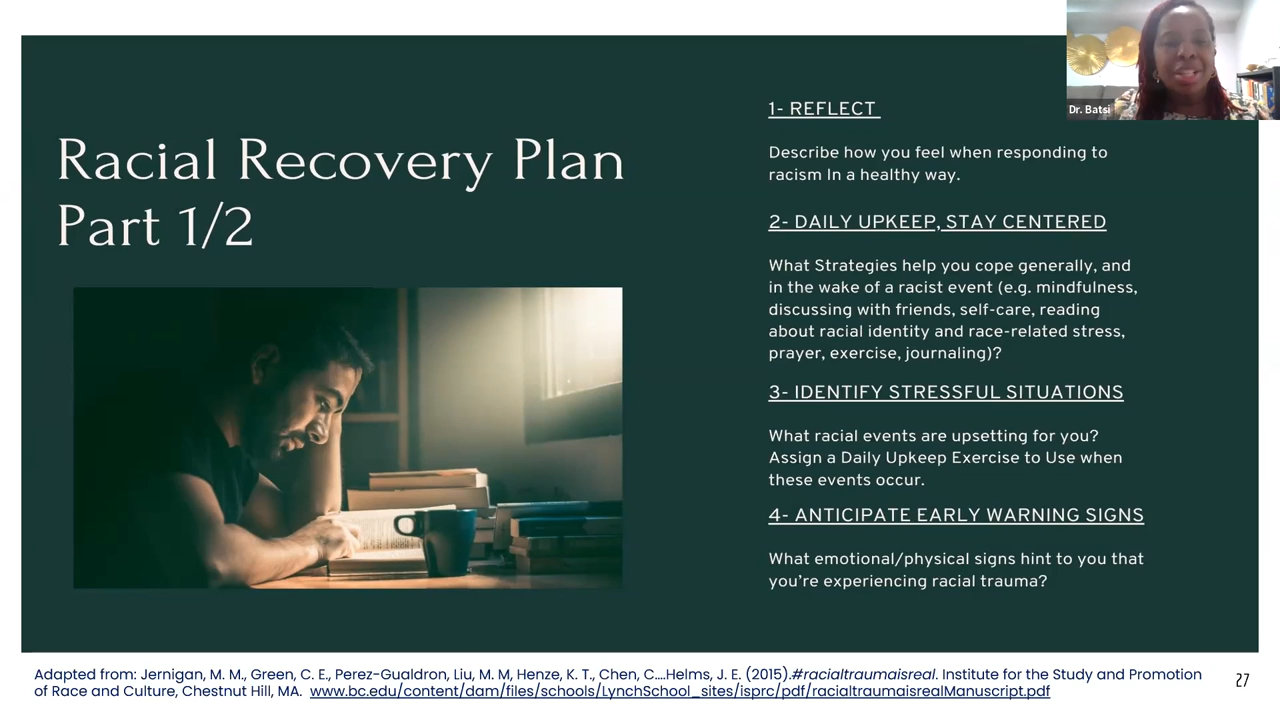 Racial Recovery Plan
Part 1/2
1- REFLECT
Describe how you feel when responding to
racism In a healthy way.
2- DAILY UPKEEP, STAY CENTERED
What Strategies help you cope generally, and
in the wake of a racist event (e.g. mindfulness,
discussing with friends, self-care, reading
about racial identity and race-related stress,
prayer, exercise, journaling)?
3- IDENTIFY STRESSFUL SITUATIONS
What racial events are upsetting for you?
Assign a Daily Upkeep Exercise to Use when
these events occur.
4- ANTICIPATE EARLY WARNING SIGNS
What emotional/physical signs hint to you that
you’re experiencing racial trauma?
Dr. Batsi
Adapted from: Jernigan, M. M., Green, C. E., Perez-Gualdron, Liu, M. M, Henze, K. T., Chen, C....Helms, J. E. (2015).#racialtraumaisreal. Institute for the Study and Promotion
of Race and Culture, Chestnut Hill, MA. www.bc.edu/content/dam/files/schools/LynchSchool_sites/isprc/pdf/racialtraumaisrealManuscript.pdf
27